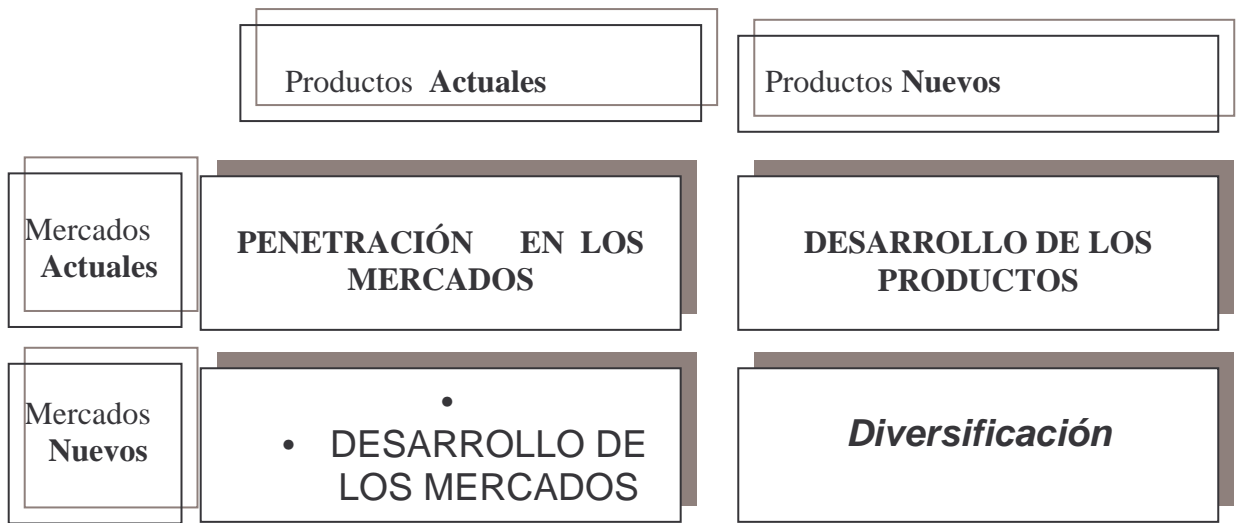 Productos Actuales
Productos Nuevos
Mercados
Actuales
PENETRACIÓN EN LOS
MERCADOS
DESARROLLO DE LOS
PRODUCTOS
Mercados
Nuevos
•
• DESARROLLO DE
LOS MERCADOS
Diversificación